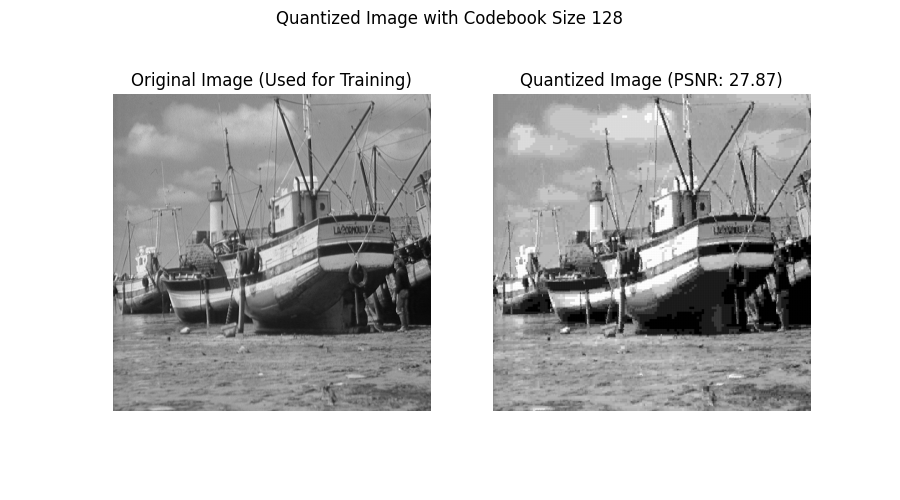 Quantized Image with Codebook Size 128
Original Image (Used for Training)
Quantized Image (PSNR: 27.87)